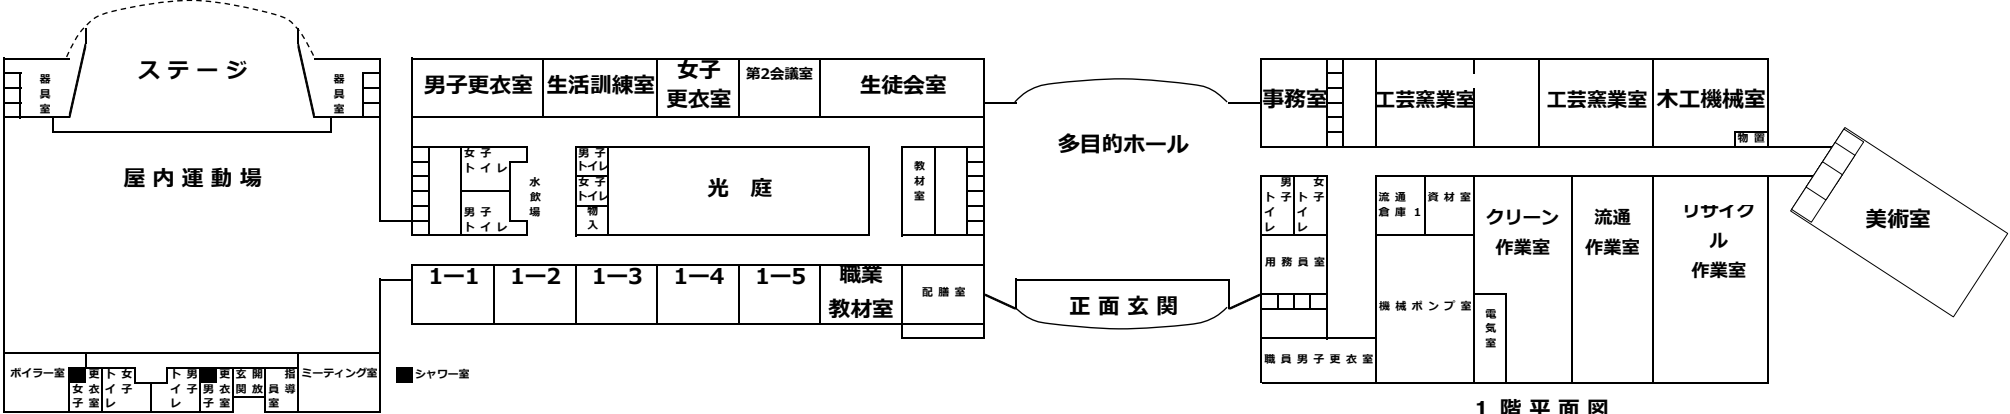 ステージ
器具室
器具室
屋内運動場
ボイラー室
女子
更衣室
女子
トイレ
男子
トイレ
男子
更衣室
開放
玄関
指導
員室
ミーティング室
シャワー室
男子更衣室
生活訓練室
女子
更衣室
第2会議室
生徒会室
女子
トイレ
男子
トイレ
水飲場
男子
トイレ
女子
トイレ
物入
光 庭
教材室
1ー1
1ー2
1ー3
1ー4
1ー5
職業
教材室
配膳室
多目的ホール
正面玄関
事務室
工芸窯業室
工芸窯業室
木工機械室
物置
男子
トイレ
女子
トイレ
用務員室
職員男子更衣室
流通
倉庫1
資材室
機械ポンプ室
クリーン
作業室
電気室
流通
作業室
リサイク
ル
作業室
美術室
1階平面図